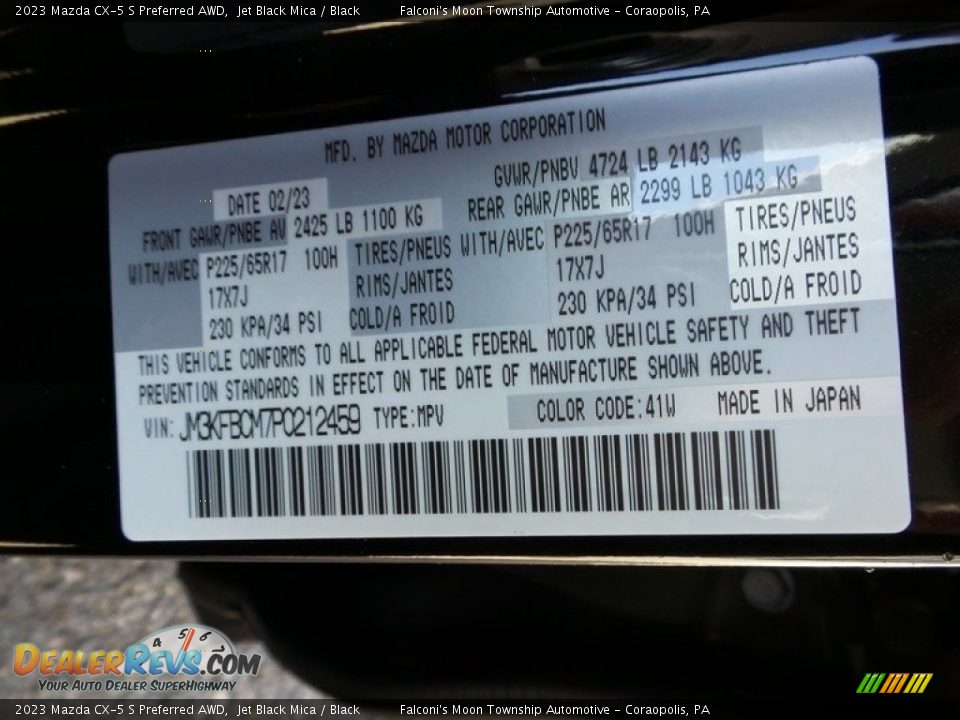 2023 Mazda CX-5 S Preferred AWD, Jet Black Mica / Black Falconi's Moon Township Automotive - Coraopolis, PA
MFD. BY MAZDA MOTOR CORPORATION
DATE 02/23 GVWR/PNBV 4724 LB 2143 KG
FRONT GAWR/PNBE AV 2425 LB 1100 KG REAR GAWR/PNBE AR 2299 LB 1043 KG
WITH/AVEC P225/65R17 100H TIRES/PNEUS WITH/AVEC P225/65R17 100H TIRES/PNEUS
17X7J RIMS/JANTES 17X7J RIMS/JANTES
230 KPA/34 PSI COLD/A FROID 230 KPA/34 PSI COLD/A FROID
THIS VEHICLE CONFORMS TO ALL APPLICABLE FEDERAL MOTOR VEHICLE SAFETY AND THEFT
PREVENTION STANDARDS IN EFFECT ON THE DATE OF MANUFACTURE SHOWN ABOVE.
VIN: JM3KFBCM7P0212459 TYPE:MPV COLOR CODE:41W MADE IN JAPAN
4 5 6
DEALERREVS.COM
YOUR AUTO DEALER SUPERHIGHWAY
2023 Mazda CX-5 S Preferred AWD, Jet Black Mica / Black Falconi's Moon Township Automotive - Coraopolis, PA